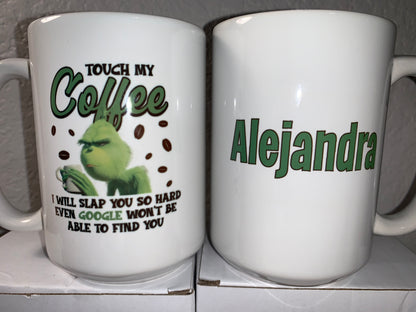 TOUCH MY
Coffee
I WILL SLAP YOU SO HARD
EVEN GOOGLE WON'T BE
ABLE TO FIND YOU
Alejandra